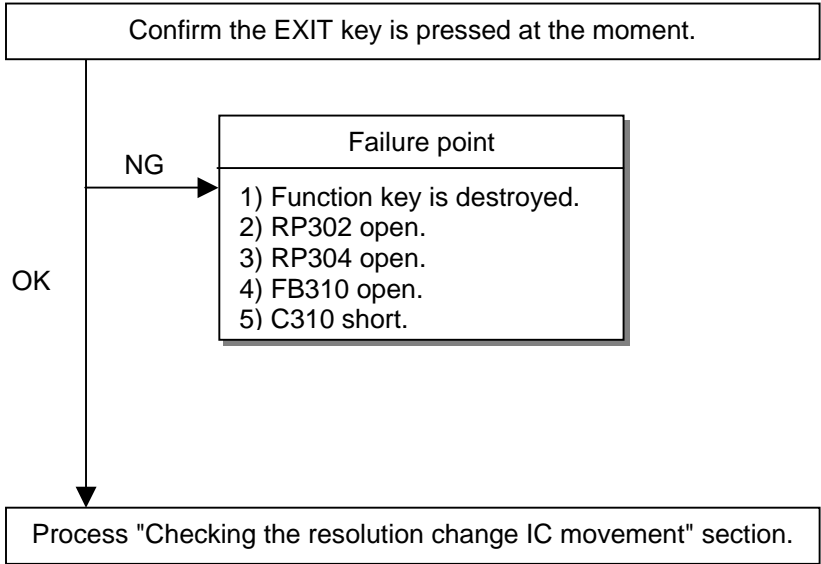 Confirm the EXIT key is pressed at the moment.
Failure point
NG
1) Function key is destroyed.
2) RP302 open.
3) RP304 open.
4) FB310 open.
5) C310 short.
OK
Process "Checking the resolution change IC movement" section.